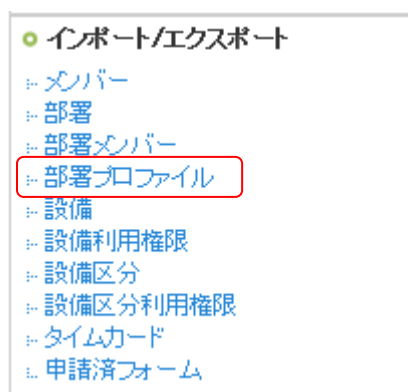 インポート/エクスポート
メンバー
部署
部署メンバー
部署プロファイル
設備
設備利用権限
設備区分
設備区分利用権限
タイムカード
申請済フォーム